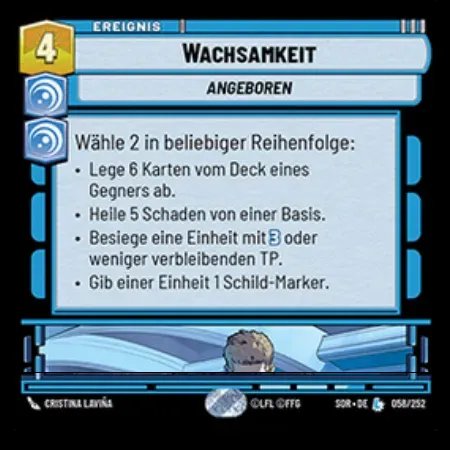 EREIGNIS
4
WACHSAMKEIT
ANGEBOREN
Wähle 2 in beliebiger Reihenfolge:
• Lege 6 Karten vom Deck eines
Gegners ab.
• Heile 5 Schaden von einer Basis.
• Besiege eine Einheit mit 3 oder
weniger verbleibenden TP.
• Gib einer Einheit 1 Schild-Marker.
CRISTINA LAVIÑA
©LFL ©FFG
SOR • DE
058/252